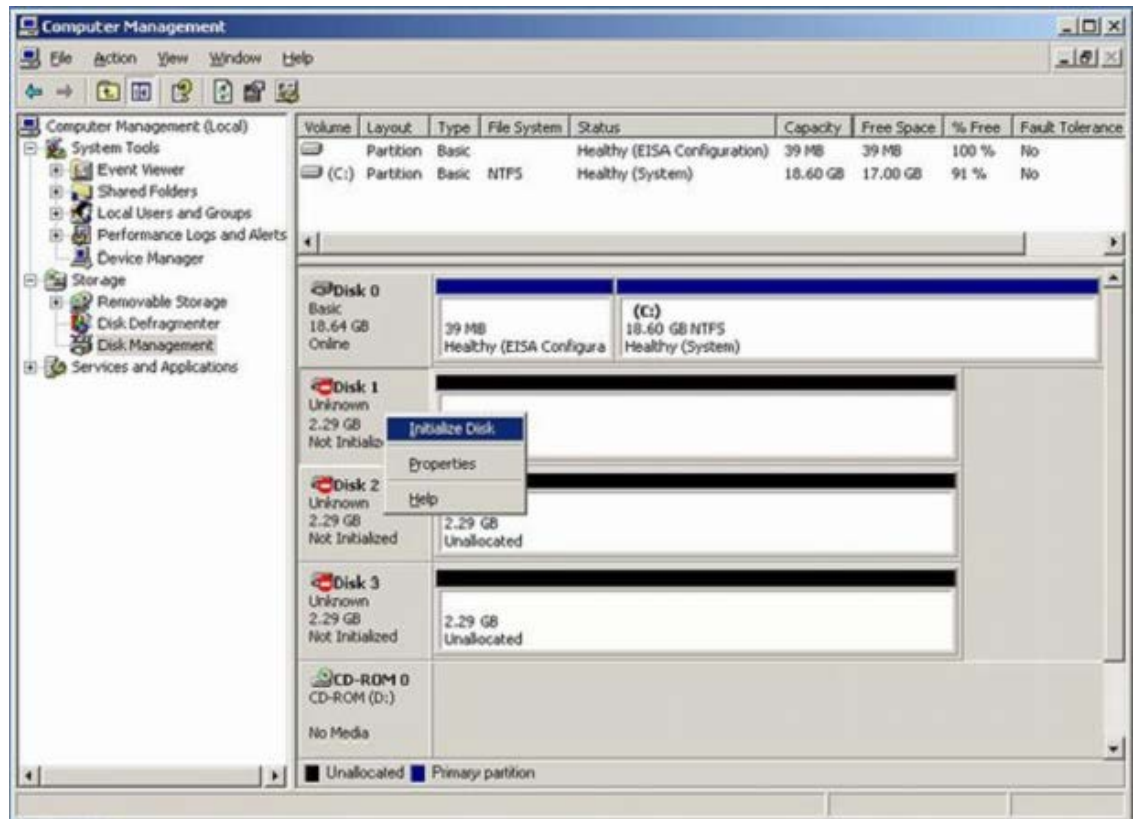 Computer Management
File Action View Window Help
Computer Management (Local)
System Tools
Event Viewer
Shared Folders
Local Users and Groups
Performance Logs and Alerts
Device Manager
Storage
Removable Storage
Disk Defragmenter
Disk Management
Services and Applications
Volume Layout Type File System Status Capacity Free Space % Free Fault Tolerance
Partition Basic Healthy (EISA Configuration) 39 MB 39 MB 100 % No
(C:) Partition Basic NTFS Healthy (System) 18.60 GB 17.00 GB 91 % No
Disk 0
Basic
18.64 GB
Online
39 MB
Healthy (EISA Configura
(C:)
18.60 GB NTFS
Healthy (System)
Disk 1
Unknown
2.29 GB
Not Initializ
Initialize Disk
Properties
Help
Disk 2
Unknown
2.29 GB
Not Initialized
2.29 GB
Unallocated
Disk 3
Unknown
2.29 GB
Not Initialized
2.29 GB
Unallocated
CD-ROM 0
CD-ROM (D:)
No Media
Unallocated Primary partition